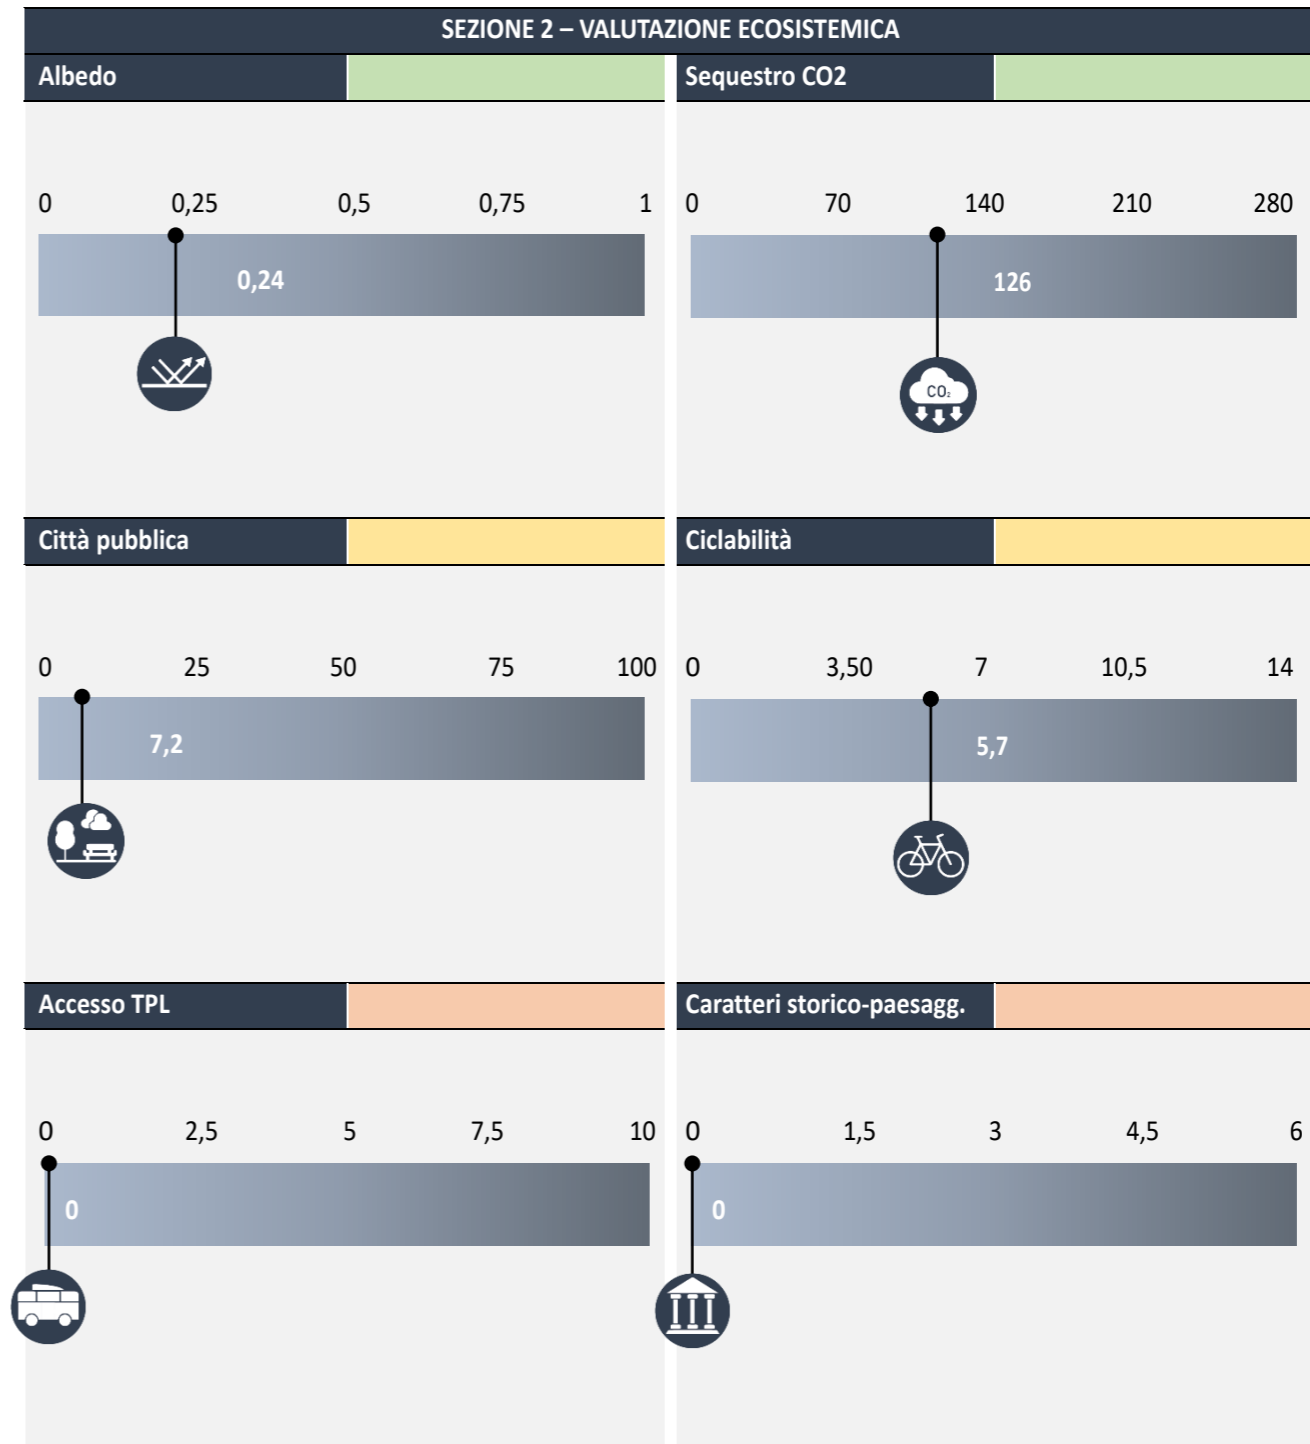 SEZIONE 2 – VALUTAZIONE ECOSISTEMICA
Albedo
0 0,25 0,5 0,75 1
0,24
Sequestro CO2
0 70 140 210 280
126
CO₂
Città pubblica
0 25 50 75 100
7,2
Ciclabilità
0 3,50 7 10,5 14
5,7
Accesso TPL
0 2,5 5 7,5 10
0
Caratteri storico-paesagg.
0 1,5 3 4,5 6
0